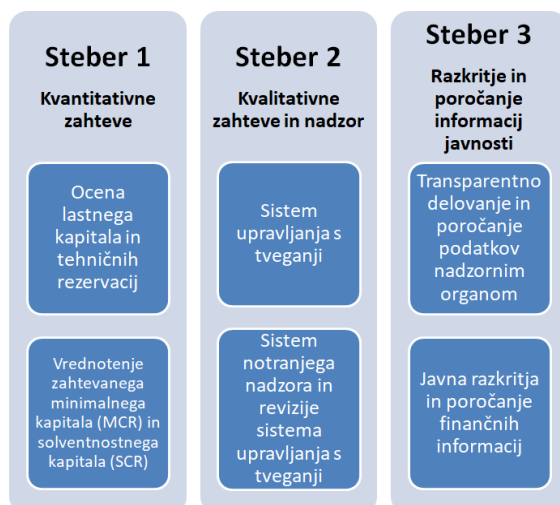 Steber 1
Kvantitativne
zahteve
Ocena
lastnega
kapitala in
tehničnih
rezervacij
Vrednotenje
zahtevanega
minimalnega
kapitala (MCR) in
solventnostnega
kapitala (SCR)
Steber 2
Kvalitativne
zahteve in nadzor
Sistem
upravljanja s
tveganji
Sistem
notranjega
nadzora in
revizije
sistema
upravljanja s
tveganji
Steber 3
Razkritje in
poročanje
informacij
javnosti
Transparentno
delovanje in
poročanje
podatkov
nadzornim
organom
Javna razkritja
in poročanje
finančnih
informacij